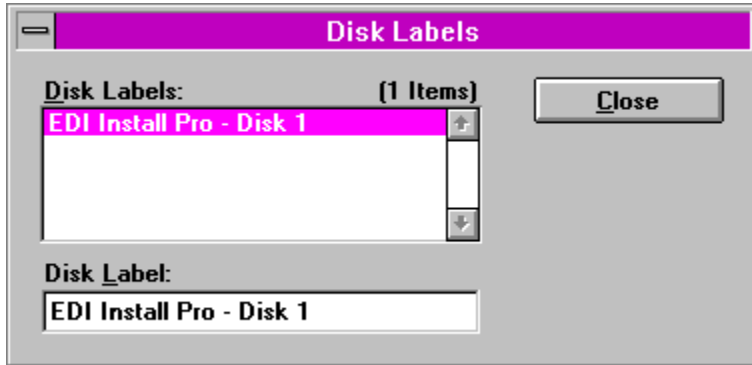 Disk Labels
Disk Labels: (1 Items)
Close
EDI Install Pro - Disk 1
Disk Label:
EDI Install Pro - Disk 1